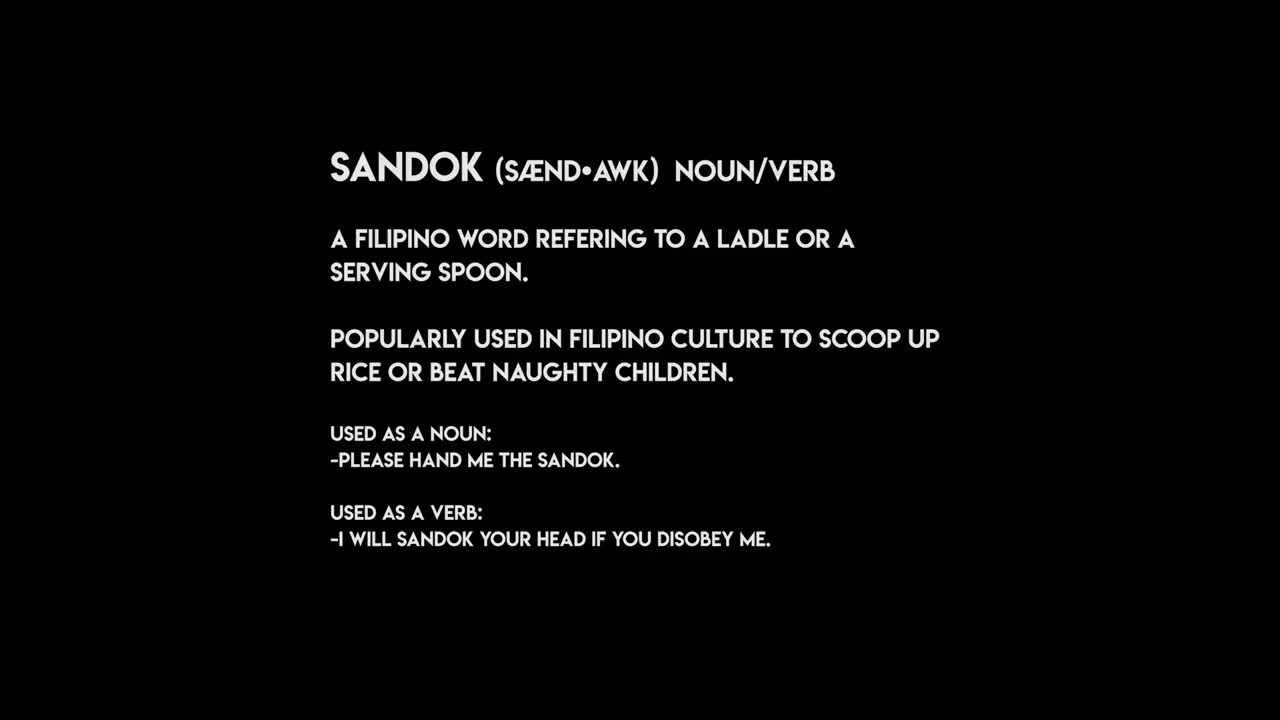 SANDOK (SÆND•AWK) NOUN/VERB
A FILIPINO WORD REFERING TO A LADLE OR A
SERVING SPOON.
POPULARLY USED IN FILIPINO CULTURE TO SCOOP UP
RICE OR BEAT NAUGHTY CHILDREN.
USED AS A NOUN:
-PLEASE HAND ME THE SANDOK.
USED AS A VERB:
-I WILL SANDOK YOUR HEAD IF YOU DISOBEY ME.